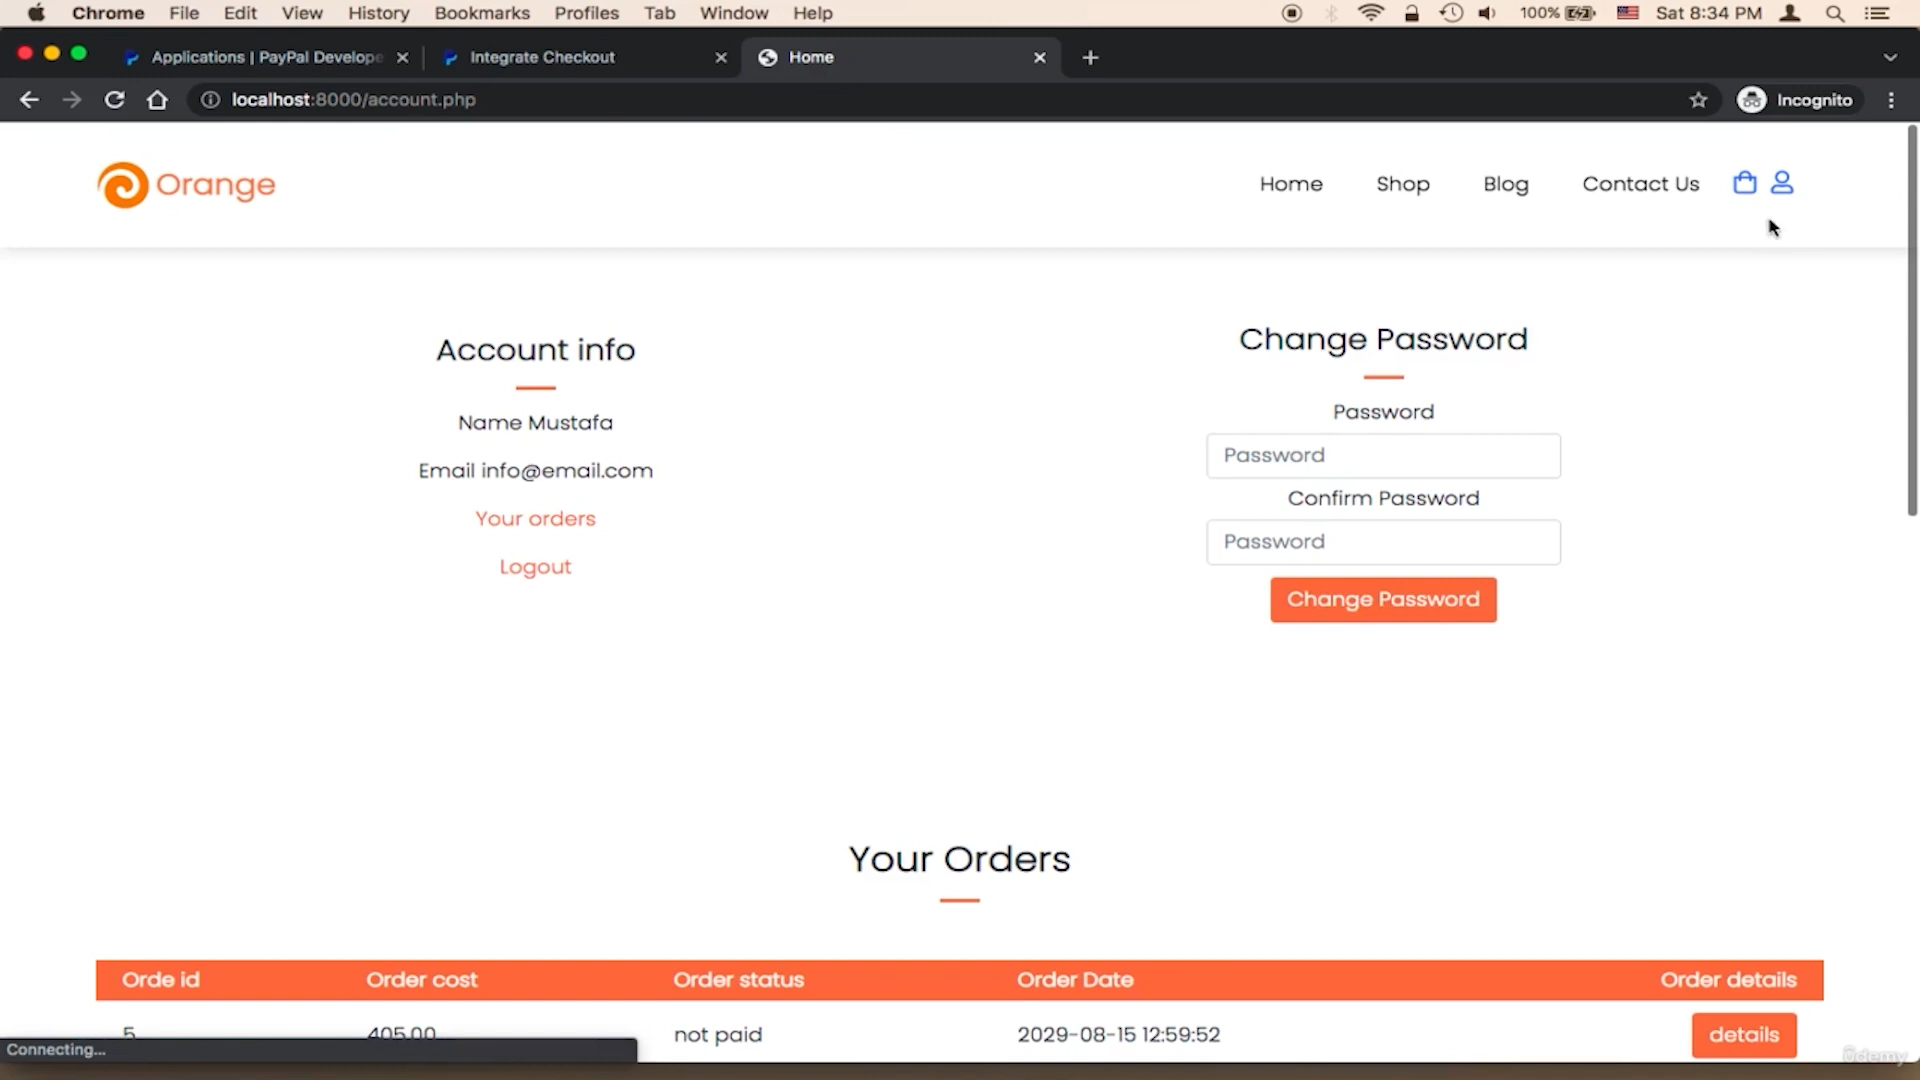 Chrome File Edit View History Bookmarks Profiles Tab Window Help 100% Sat 8:34 PM
Applications | PayPal Develope Integrate Checkout Home
localhost:8000/account.php Incognito
Orange Home Shop Blog Contact Us
Account info
Name Mustafa
Email info@email.com
Your orders
Logout
Change Password
Password
Password
Confirm Password
Password
Change Password
Your Orders
Orde id Order cost Order status Order Date Order details
5 405.00 not paid 2029-08-15 12:59:52 details
Connecting...
ûdemy